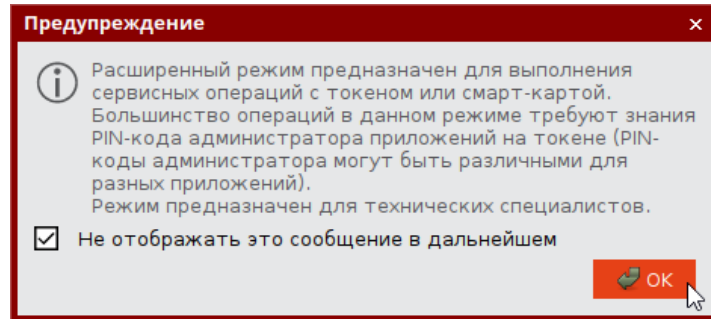 Предупреждение
Расширенный режим предназначен для выполнения
сервисных операций с токеном или смарт-картой.
Большинство операций в данном режиме требуют знания
PIN-кода администратора приложений на токене (PIN-
коды администратора могут быть различными для
разных приложений).
Режим предназначен для технических специалистов.
Не отображать это сообщение в дальнейшем
ОК